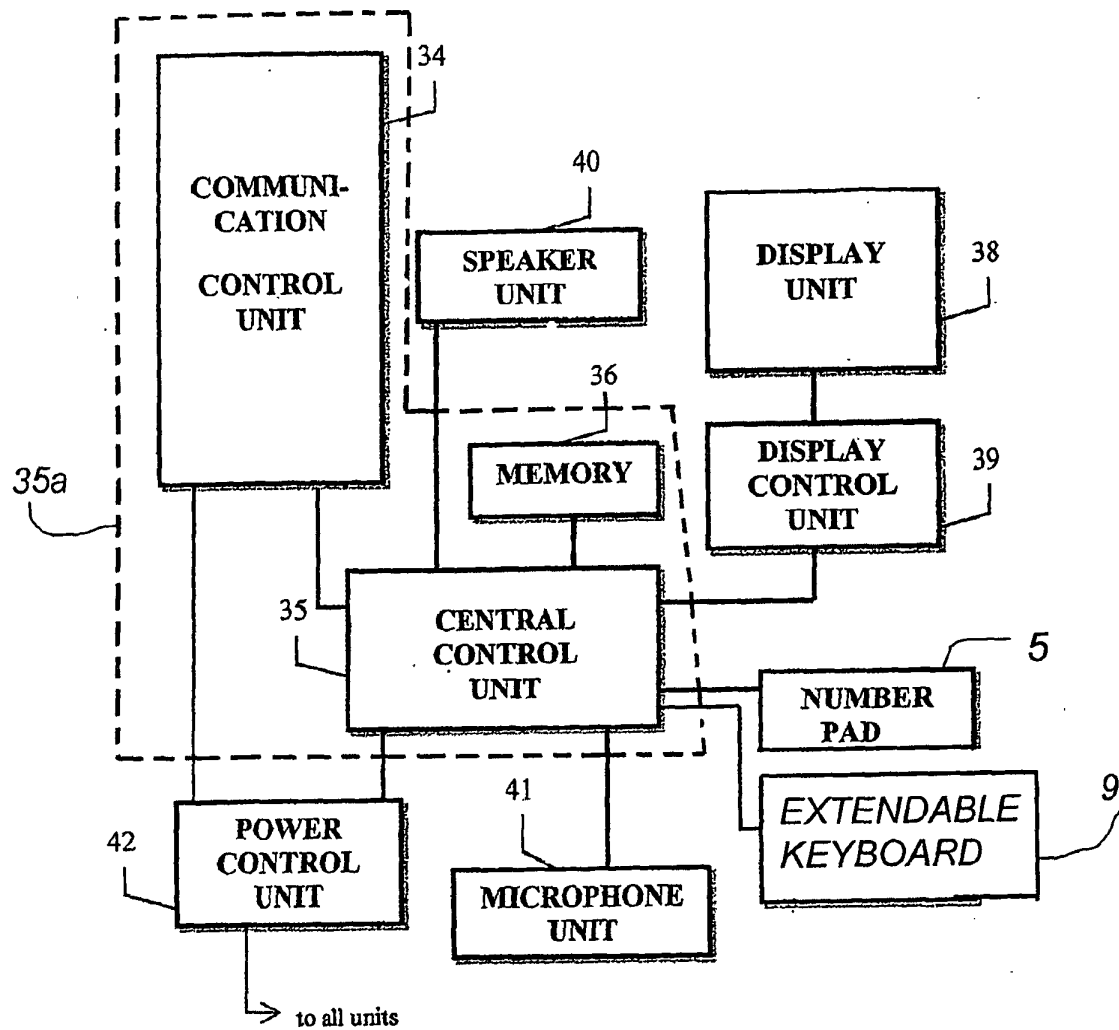 34
COMMUNI-
CATION
CONTROL
UNIT
40
SPEAKER
UNIT
DISPLAY
UNIT
38
36
MEMORY
DISPLAY
CONTROL
UNIT
39
35a
35
CENTRAL
CONTROL
UNIT
5
NUMBER
PAD
42
POWER
CONTROL
UNIT
41
MICROPHONE
UNIT
9
EXTENDABLE
KEYBOARD
to all units